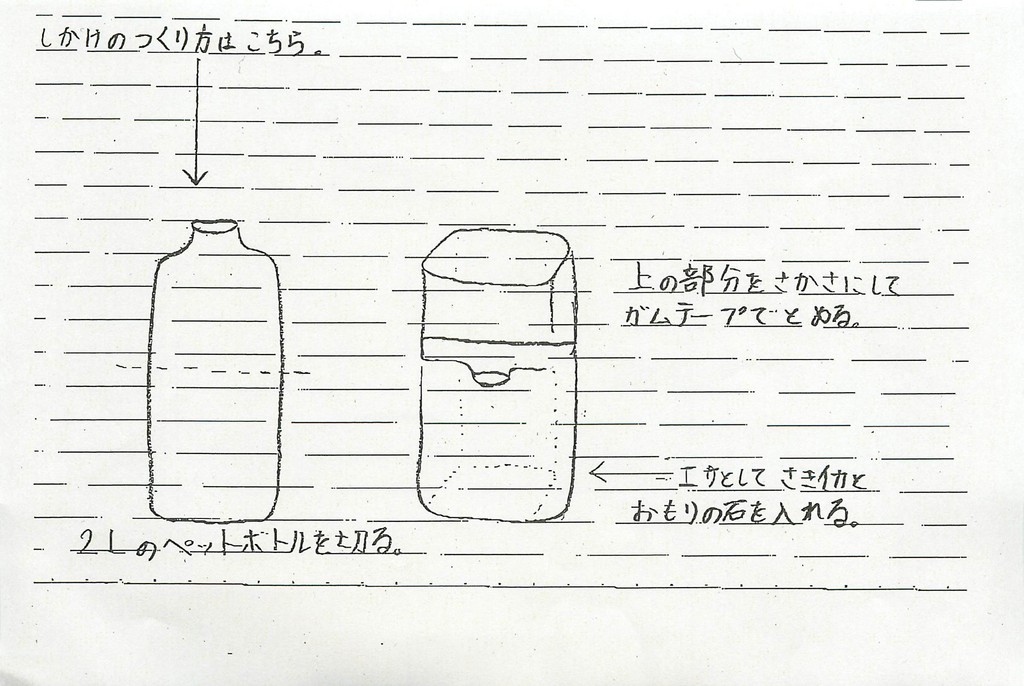 しかけのつくり方はこちら。
上の部分をさかさにして
ガムテープでとめる。
エサとしてさきイカと
おもりの石を入れる。
2Lのペットボトルを切る。